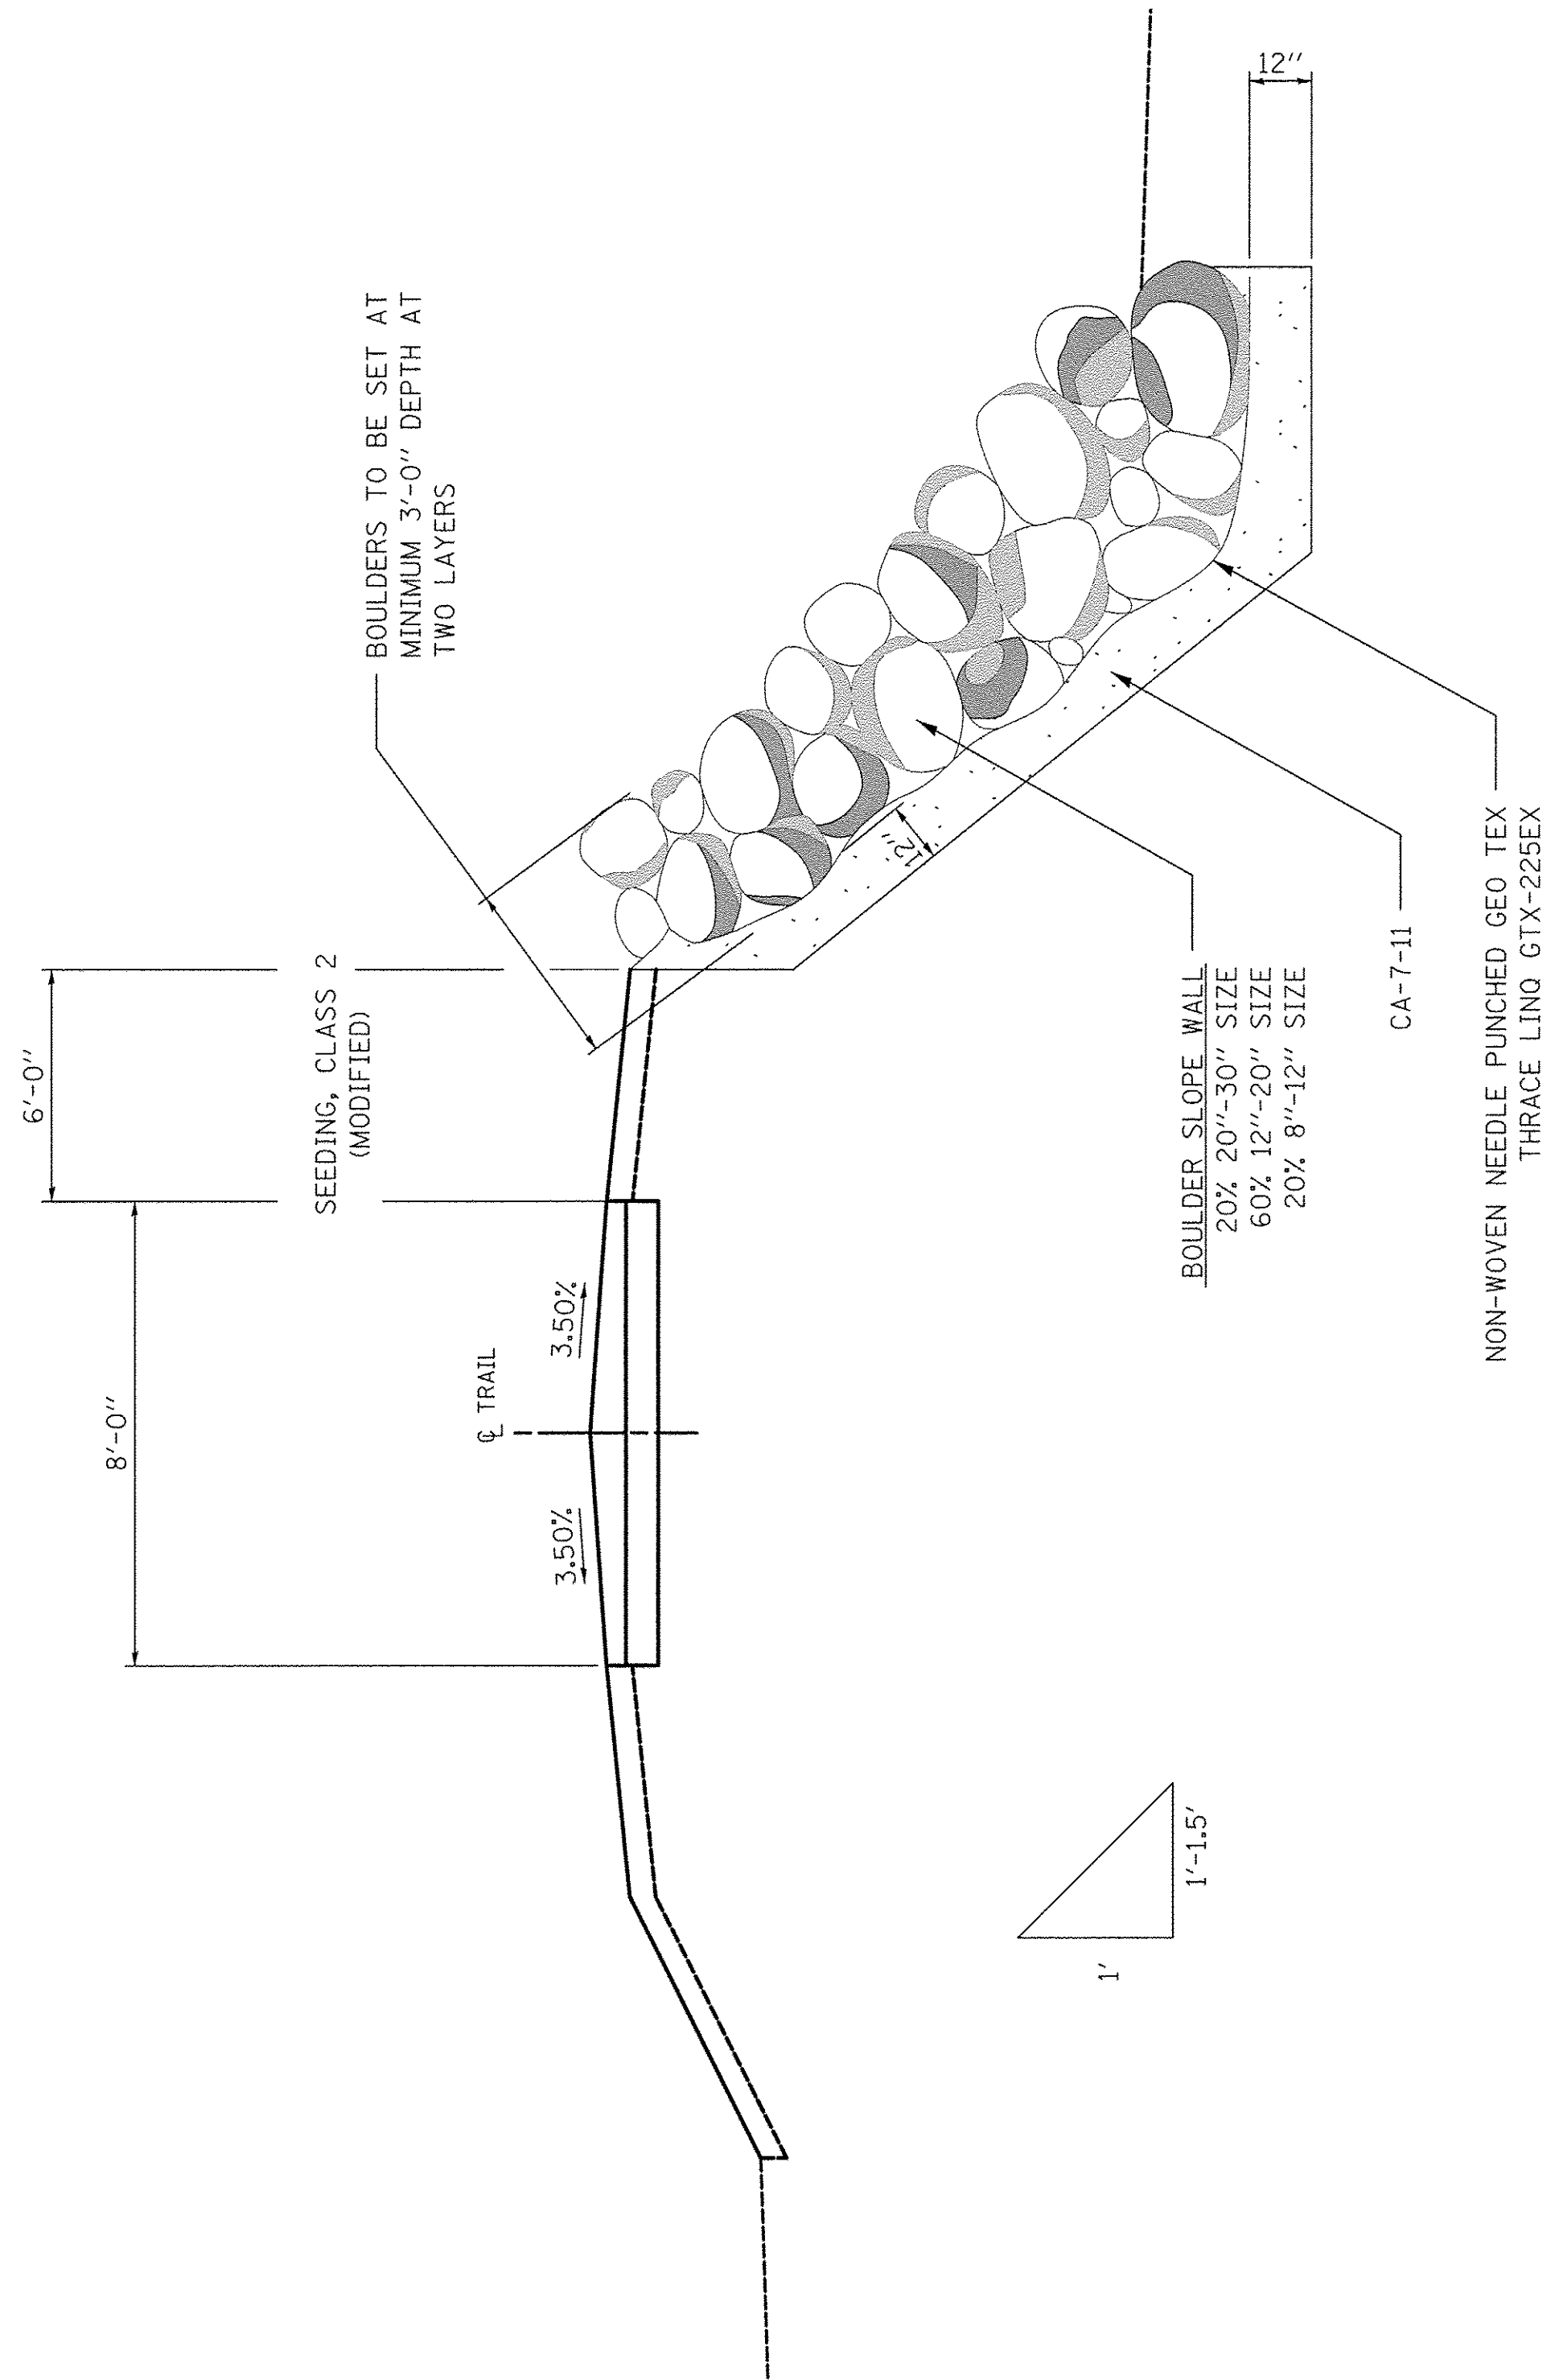 6'-0"
8'-0"
SEEDING, CLASS 2
(MODIFIED)
BOULDERS TO BE SET AT
MINIMUM 3'-0" DEPTH AT
TWO LAYERS
℄ TRAIL
3.50%
3.50%
12"
12"
1'
1'-1.5'
BOULDER SLOPE WALL
20% 20"-30" SIZE
60% 12"-20" SIZE
20% 8"-12" SIZE
CA-7-11
NON-WOVEN NEEDLE PUNCHED GEO TEX
THRACE LINQ GTX-225EX